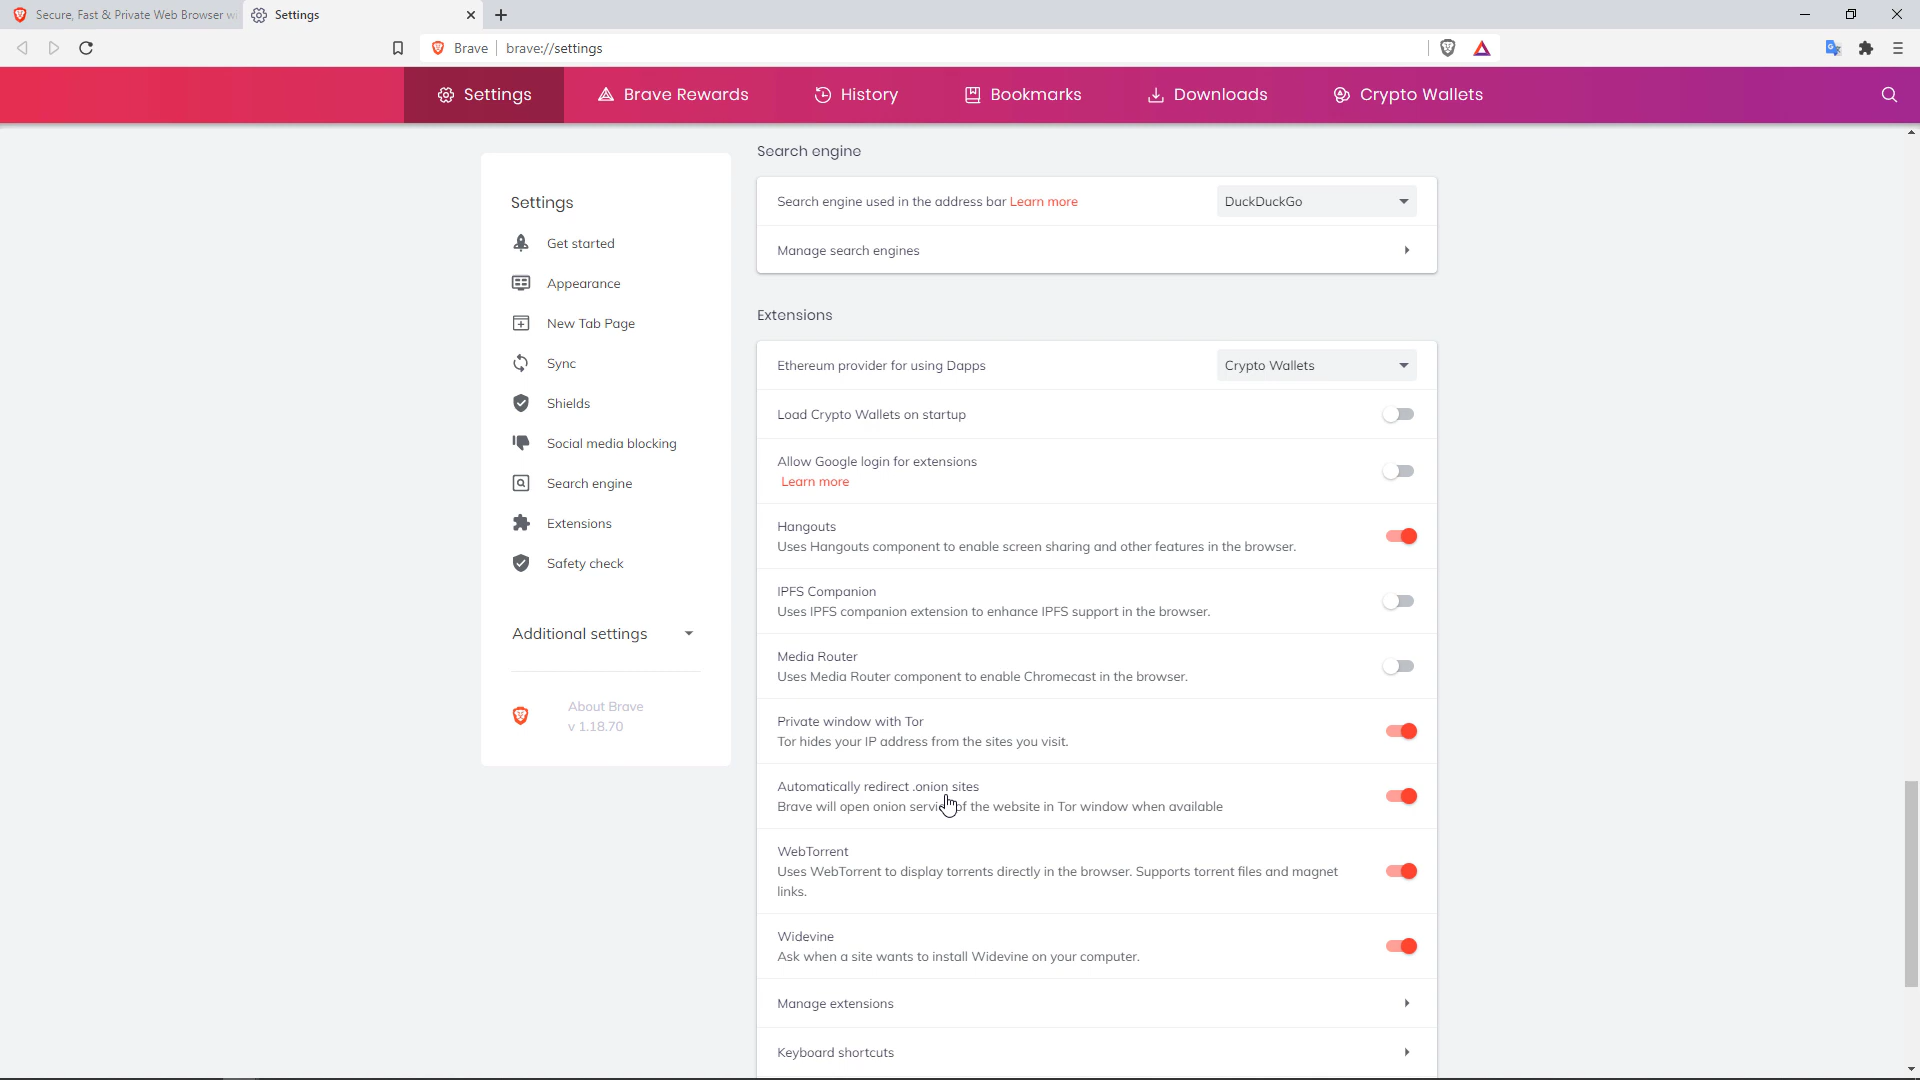 Secure, Fast & Private Web Browser w
Settings
Brave
brave://settings
Settings
Brave Rewards
History
Bookmarks
Downloads
Crypto Wallets
Settings
Get started
Appearance
New Tab Page
Sync
Shields
Social media blocking
Search engine
Extensions
Safety check
Additional settings
About Brave
v 1.18.70
Search engine
Search engine used in the address bar Learn more
DuckDuckGo
Manage search engines
Extensions
Ethereum provider for using Dapps
Crypto Wallets
Load Crypto Wallets on startup
Allow Google login for extensions
Learn more
Hangouts
Uses Hangouts component to enable screen sharing and other features in the browser.
IPFS Companion
Uses IPFS companion extension to enhance IPFS support in the browser.
Media Router
Uses Media Router component to enable Chromecast in the browser.
Private window with Tor
Tor hides your IP address from the sites you visit.
Automatically redirect .onion sites
Brave will open onion service of the website in Tor window when available
WebTorrent
Uses WebTorrent to display torrents directly in the browser. Supports torrent files and magnet
links.
Widevine
Ask when a site wants to install Widevine on your computer.
Manage extensions
Keyboard shortcuts